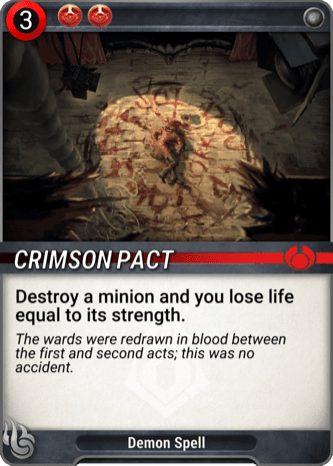 3
CRIMSON PACT
Destroy a minion and you lose life
equal to its strength.
The wards were redrawn in blood between
the first and second acts; this was no
accident.
Demon Spell